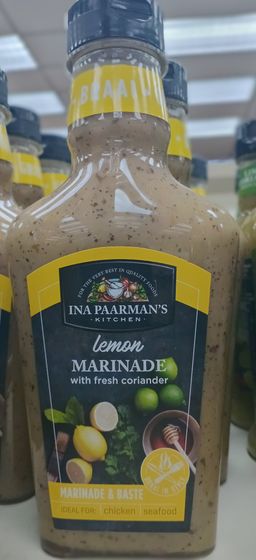 BRAAI
FOR THE VERY BEST IN QUALITY FOODS
INA PAARMAN'S
KITCHEN
lemon
MARINADE
with fresh coriander
MARINADE & BASTE
IDEAL FOR: chicken seafood